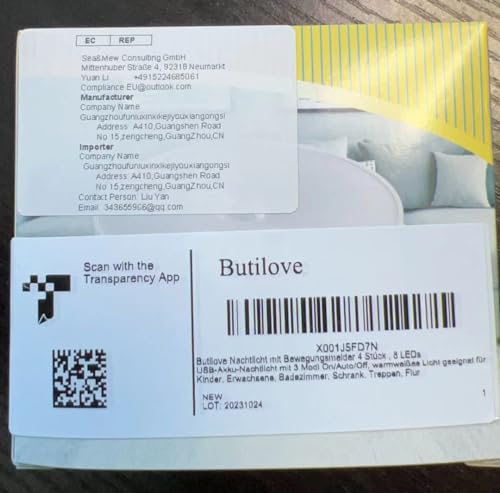 EC REP
Sea&Mew Consulting GmbH
Mittenhuber Straße 4, 92318 Neumarkt
Yuan Li +4915224685061
Compliance EU@outlook.com
Manufacturer
Company Name
Guangzhoufuniuxinxikejiyouxiangongsi
Address A410,Guangshen Road
No 15,zengcheng,GuangZhou,CN
Importer
Company Name
Guangzhoufuniuxinxikejiyouxiangongsi
Address: A410,Guangshen Road
No 15,zengcheng,GuangZhou,CN
Contact Person Liu Yan
Email 343655906@qq.com
Scan with the
Transparency App
Butilove
X001JSFD7N
Butilove Nachtlicht mit Bewegungsmelder 4 Stück , 8 LEDs
USB-Akku-Nachtlicht mit 3 Modi On/Auto/Off, warmweißes Licht geeignet für
Kinder, Erwachsene, Badezimmer, Schrank, Treppen, Flur
NEW
LOT: 20231024
1